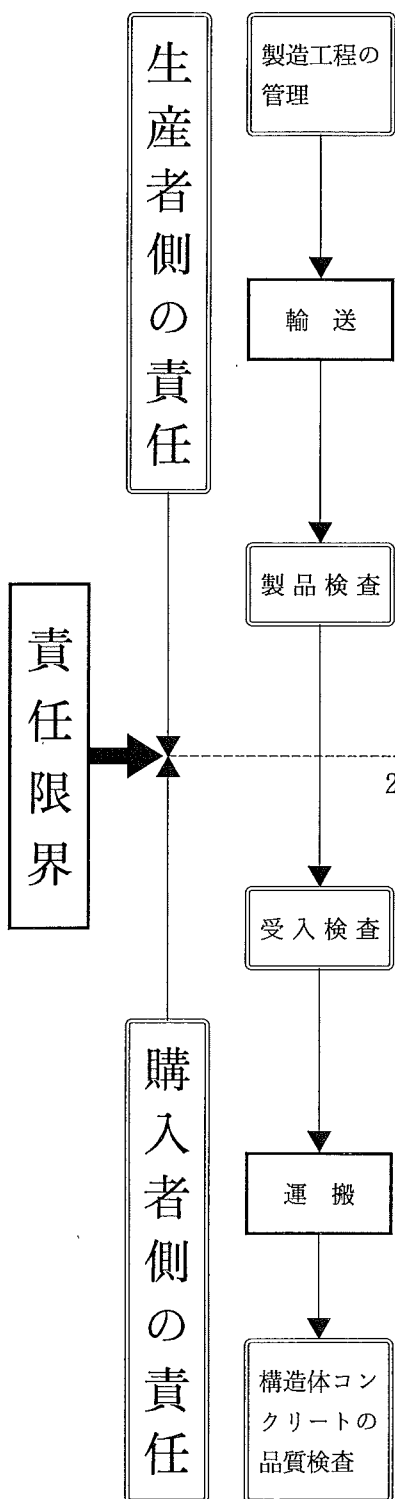 生産者側の責任
製造工程の
管理
輸送
製品検査
責任限界
2
受入検査
購入者側の責任
運搬
構造体コン
クリートの
品質検査